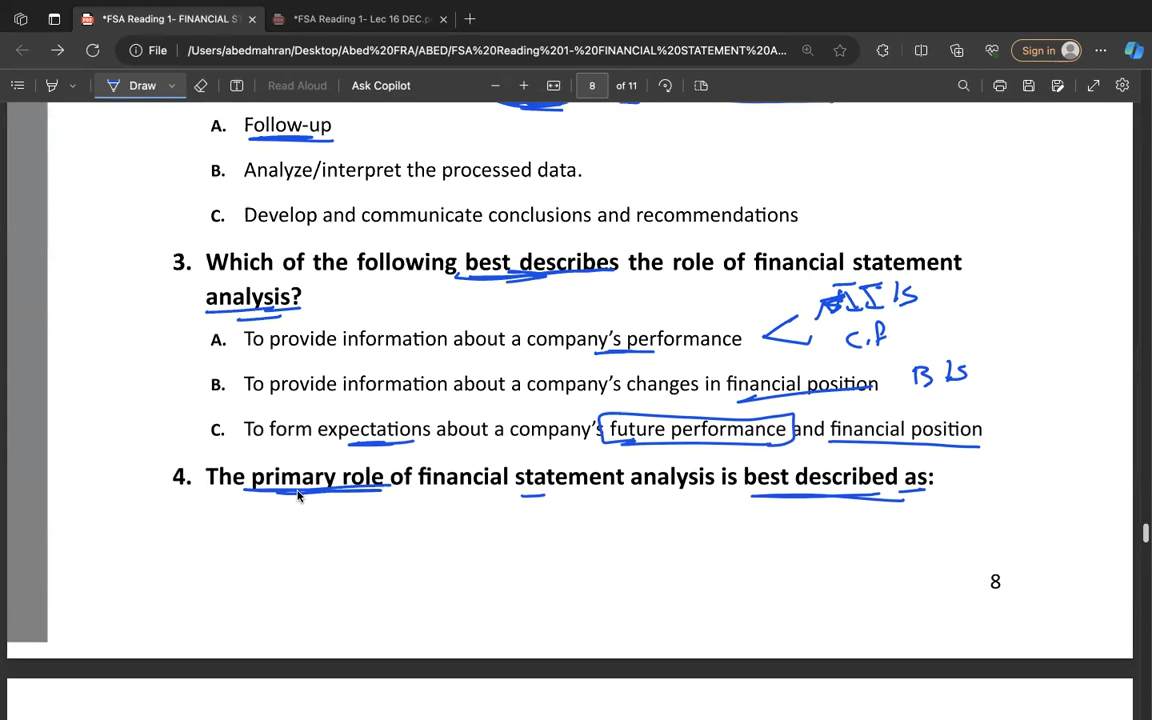 *FSA Reading 1- FINANCIAL S
*FSA Reading 1- Lec 16 DEC.p
File
/Users/abedmahran/Desktop/Abed%20FRA/ABED/FSA%20Reading%201-%20FINANCIAL%20STATEMENT%20A...
Sign in
Draw
Read Aloud
Ask Copilot
8 of 11
A. Follow-up
B. Analyze/interpret the processed data.
C. Develop and communicate conclusions and recommendations
3. Which of the following best describes the role of financial statement
analysis?
Is
A. To provide information about a company's performance
C.f
B. To provide information about a company's changes in financial position
B Is
C. To form expectations about a company's future performance and financial position
4. The primary role of financial statement analysis is best described as:
8